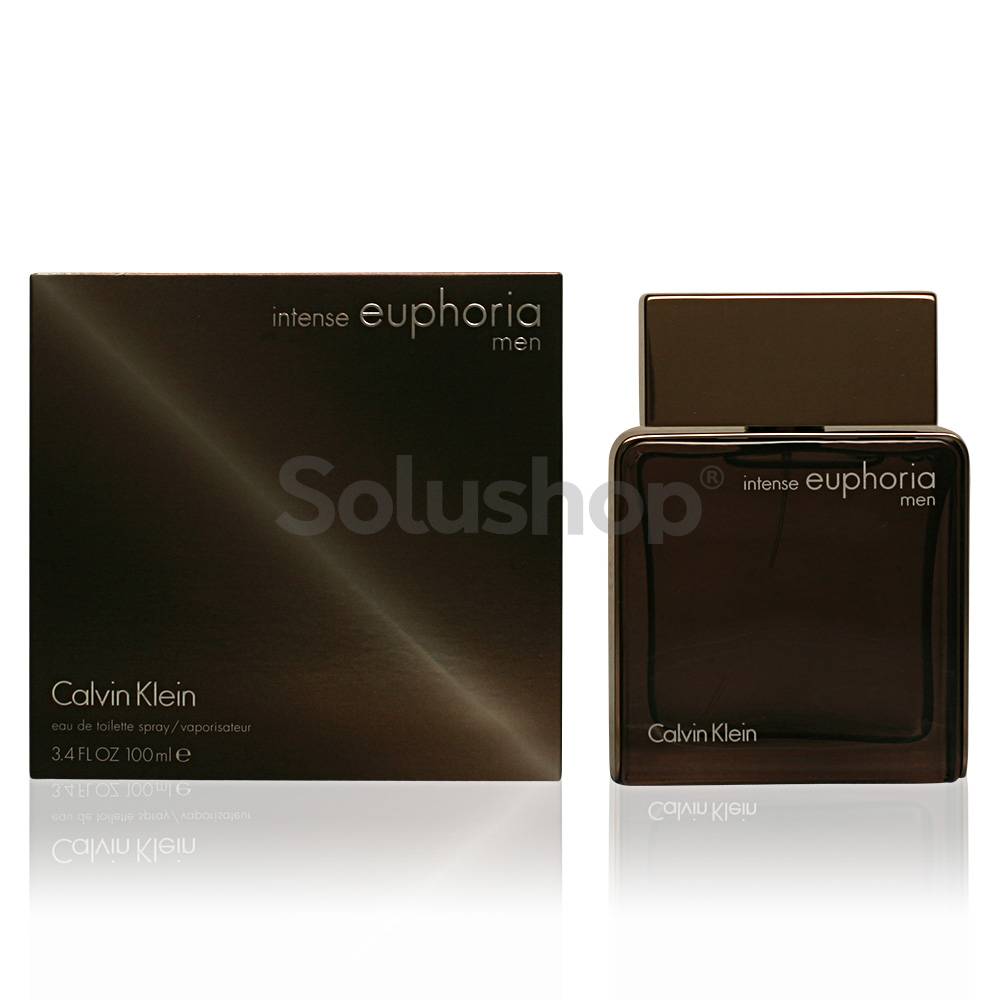 intense euphoria
men
Calvin Klein
eau de toilette spray/vaporisateur
3.4 FL OZ 100 ml ℮
Solushop®
intense euphoria
men
Calvin Klein